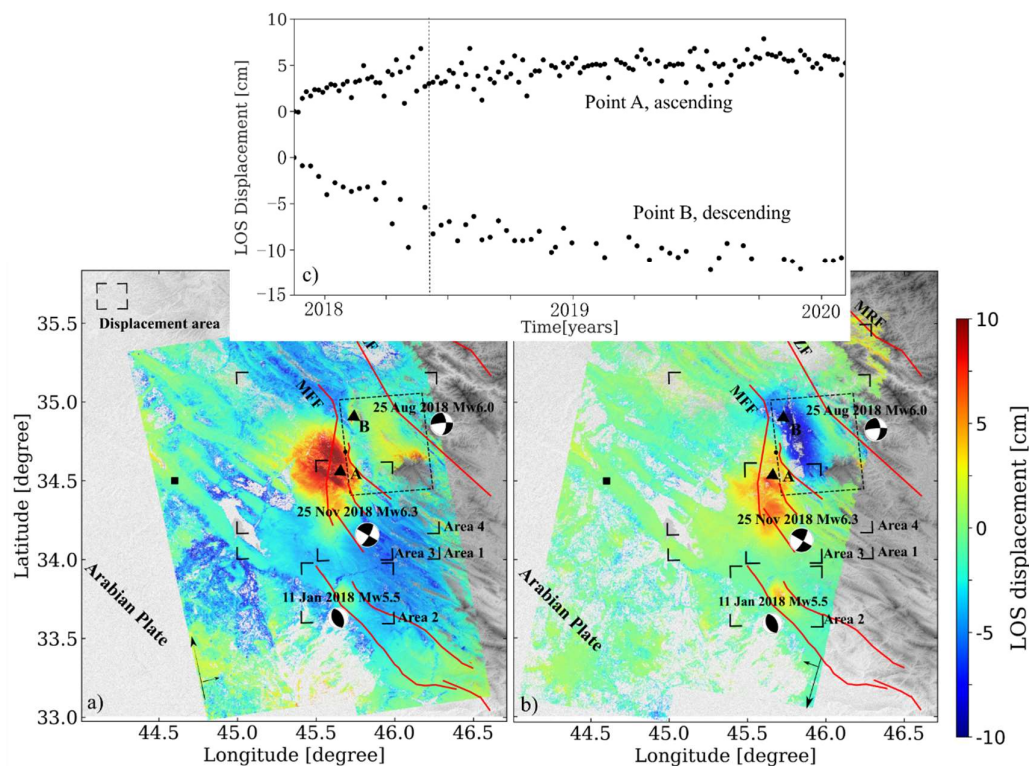 10
5
0
0
−5
−10
−15
LOS Displacement [cm]
Point A, ascending
Point B, descending
c)
2018
2019
2020
Time[years]
Displacement area
35.5
35.0
34.5
34.0
33.5
33.0
Latitude [degree]
MFF
25 Aug 2018 Mw6.0
B
A
25 Nov 2018 Mw6.3
Area 4
Area 3
Area 1
11 Jan 2018 Mw5.5
Area 2
Arabian Plate
a)
44.5
45.0
45.5
46.0
46.5
Longitude [degree]
MRF
MFF
25 Aug 2018 Mw6.0
B
A
25 Nov 2018 Mw6.3
Area 4
Area 3
Area 1
11 Jan 2018 Mw5.5
Area 2
Arabian Plate
b)
44.5
45.0
45.5
46.0
46.5
Longitude [degree]
10
5
0
-5
-10
LOS displacement [cm]